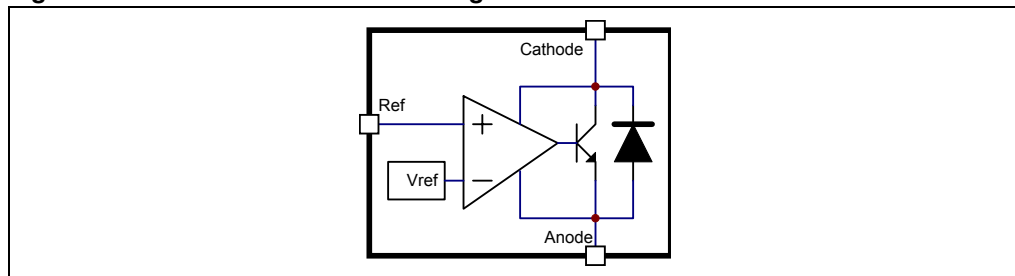 Cathode
Ref
+
Vref
−
Anode